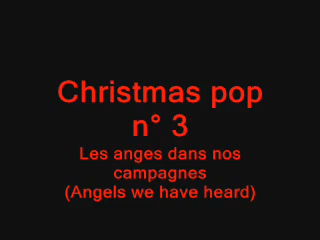 Christmas pop
n° 3
Les anges dans nos
campagnes
(Angels we have heard)